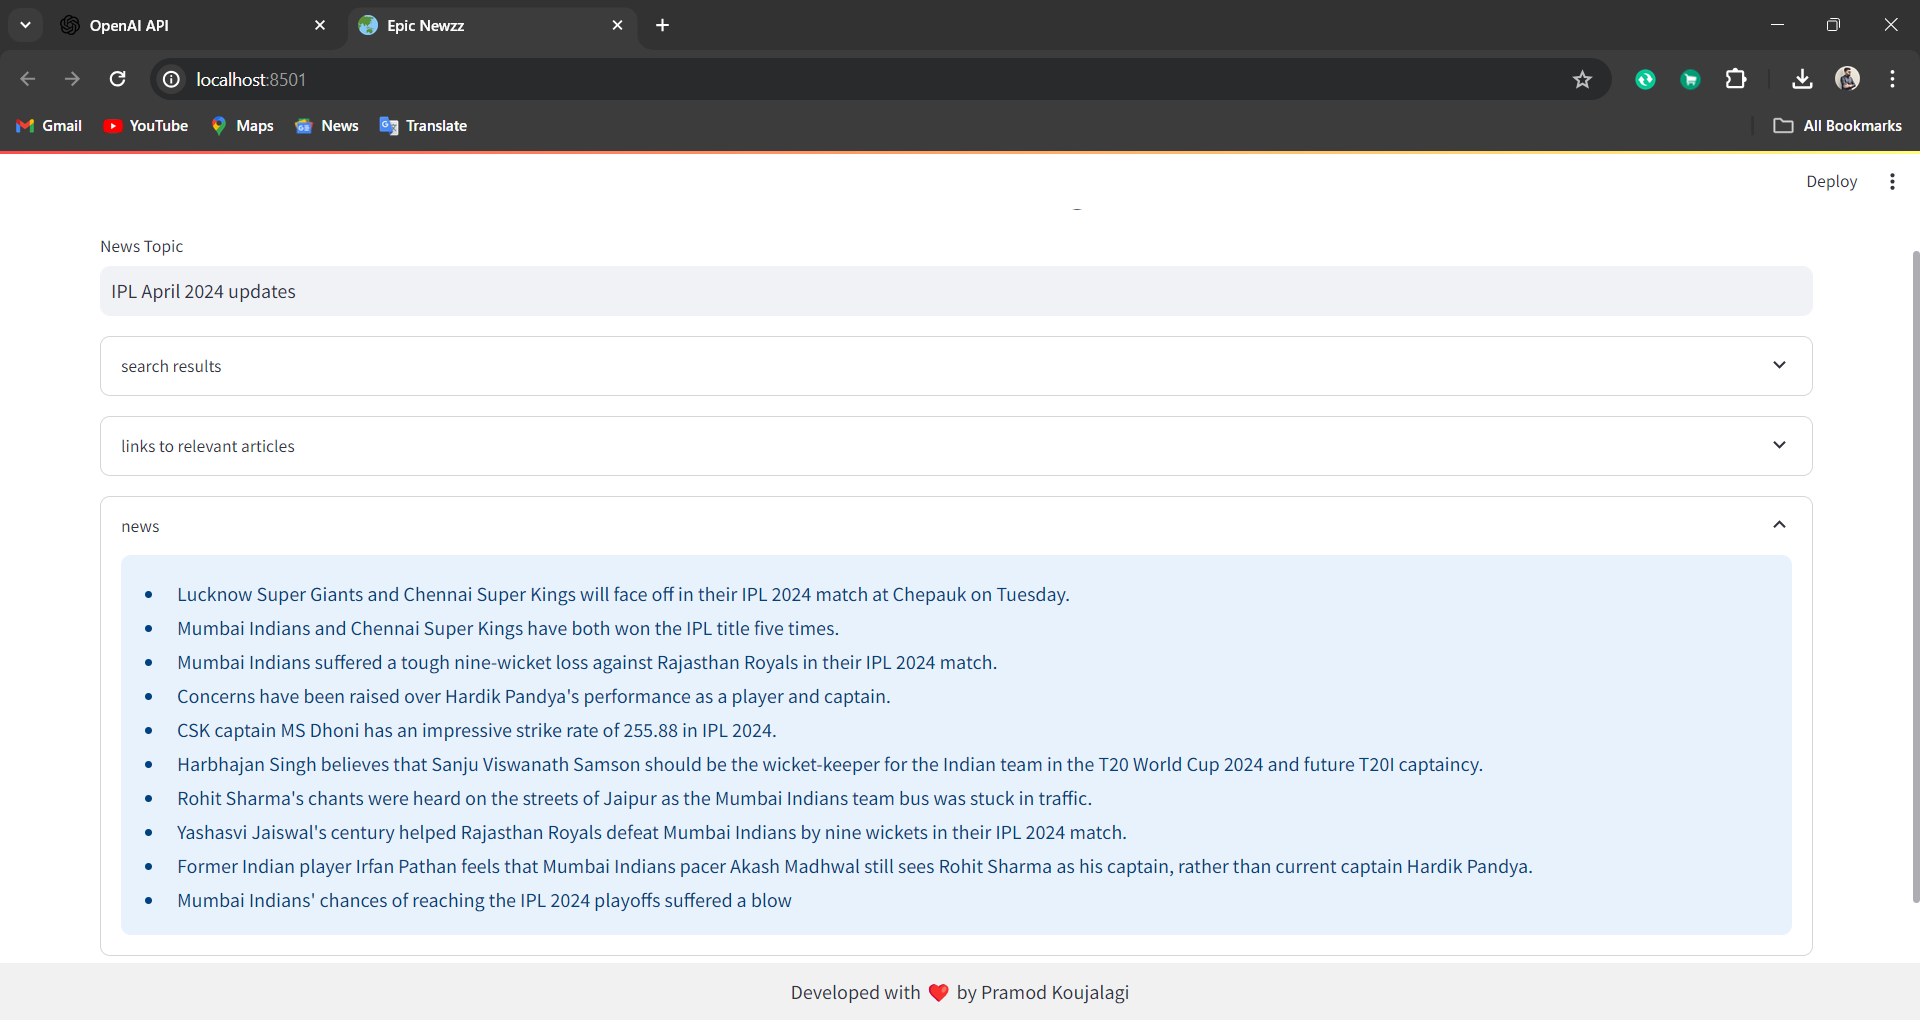 OpenAI API
Epic Newzz
localhost:8501
Gmail
YouTube
Maps
News
Translate
All Bookmarks
Deploy
News Topic
IPL April 2024 updates
search results
links to relevant articles
news
Lucknow Super Giants and Chennai Super Kings will face off in their IPL 2024 match at Chepauk on Tuesday.
Mumbai Indians and Chennai Super Kings have both won the IPL title five times.
Mumbai Indians suffered a tough nine-wicket loss against Rajasthan Royals in their IPL 2024 match.
Concerns have been raised over Hardik Pandya's performance as a player and captain.
CSK captain MS Dhoni has an impressive strike rate of 255.88 in IPL 2024.
Harbhajan Singh believes that Sanju Viswanath Samson should be the wicket-keeper for the Indian team in the T20 World Cup 2024 and future T20I captaincy.
Rohit Sharma's chants were heard on the streets of Jaipur as the Mumbai Indians team bus was stuck in traffic.
Yashasvi Jaiswal's century helped Rajasthan Royals defeat Mumbai Indians by nine wickets in their IPL 2024 match.
Former Indian player Irfan Pathan feels that Mumbai Indians pacer Akash Madhwal still sees Rohit Sharma as his captain, rather than current captain Hardik Pandya.
Mumbai Indians' chances of reaching the IPL 2024 playoffs suffered a blow
Developed with ❤️ by Pramod Koujalagi